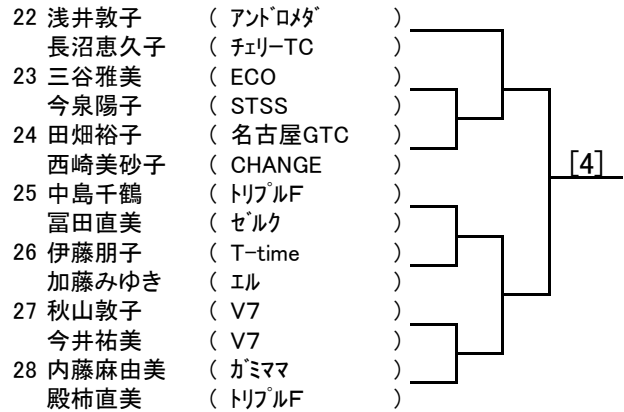 22 浅井敦子 ( アンドロメダ )
長沼恵久子 ( チェリーTC )
23 三谷雅美 ( ECO )
今泉陽子 ( STSS )
24 田畑裕子 ( 名古屋GTC )
西崎美砂子 ( CHANGE )
[4]
25 中島千鶴 ( トリプルF )
冨田直美 ( ゼルク )
26 伊藤朋子 ( T-time )
加藤みゆき ( エル )
27 秋山敦子 ( V7 )
今井祐美 ( V7 )
28 内藤麻由美 ( ガミママ )
殿柿直美 ( トリプルF )